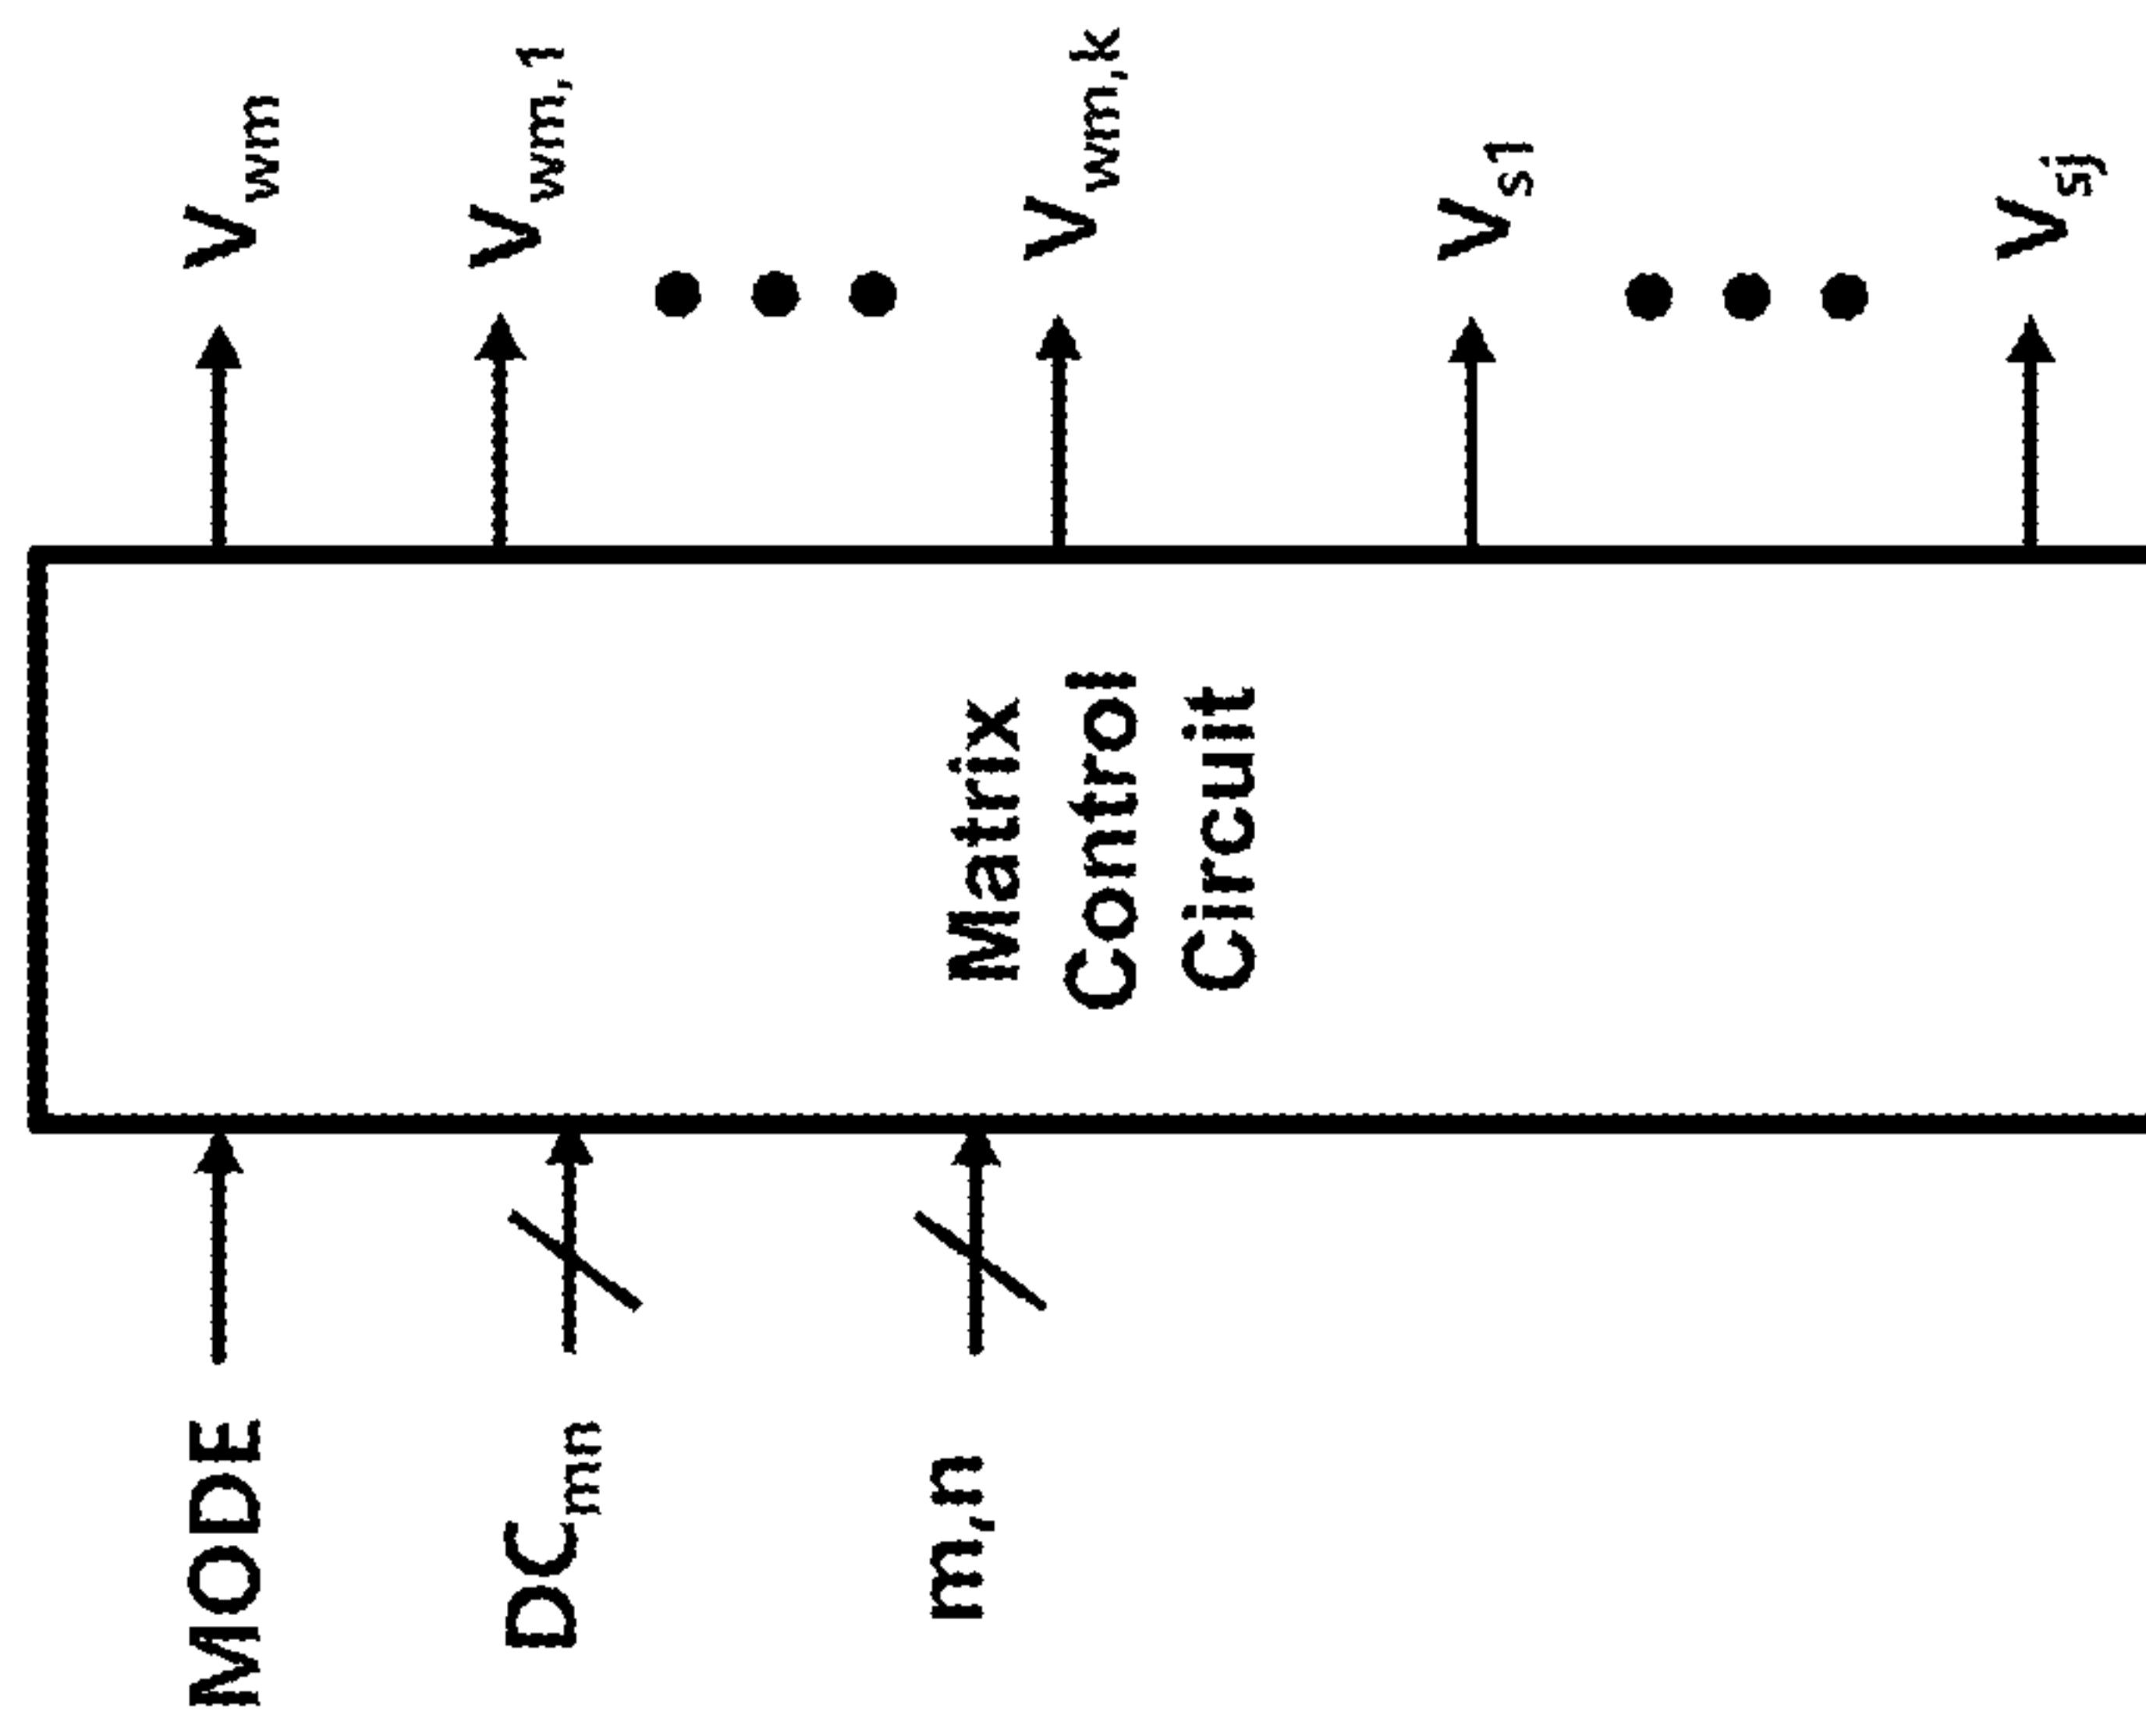 MODE
DCmn
m,n
Matrix
Control
Circuit
Vwm
Vwm,1
Vwm,k
Vs1
Vsj